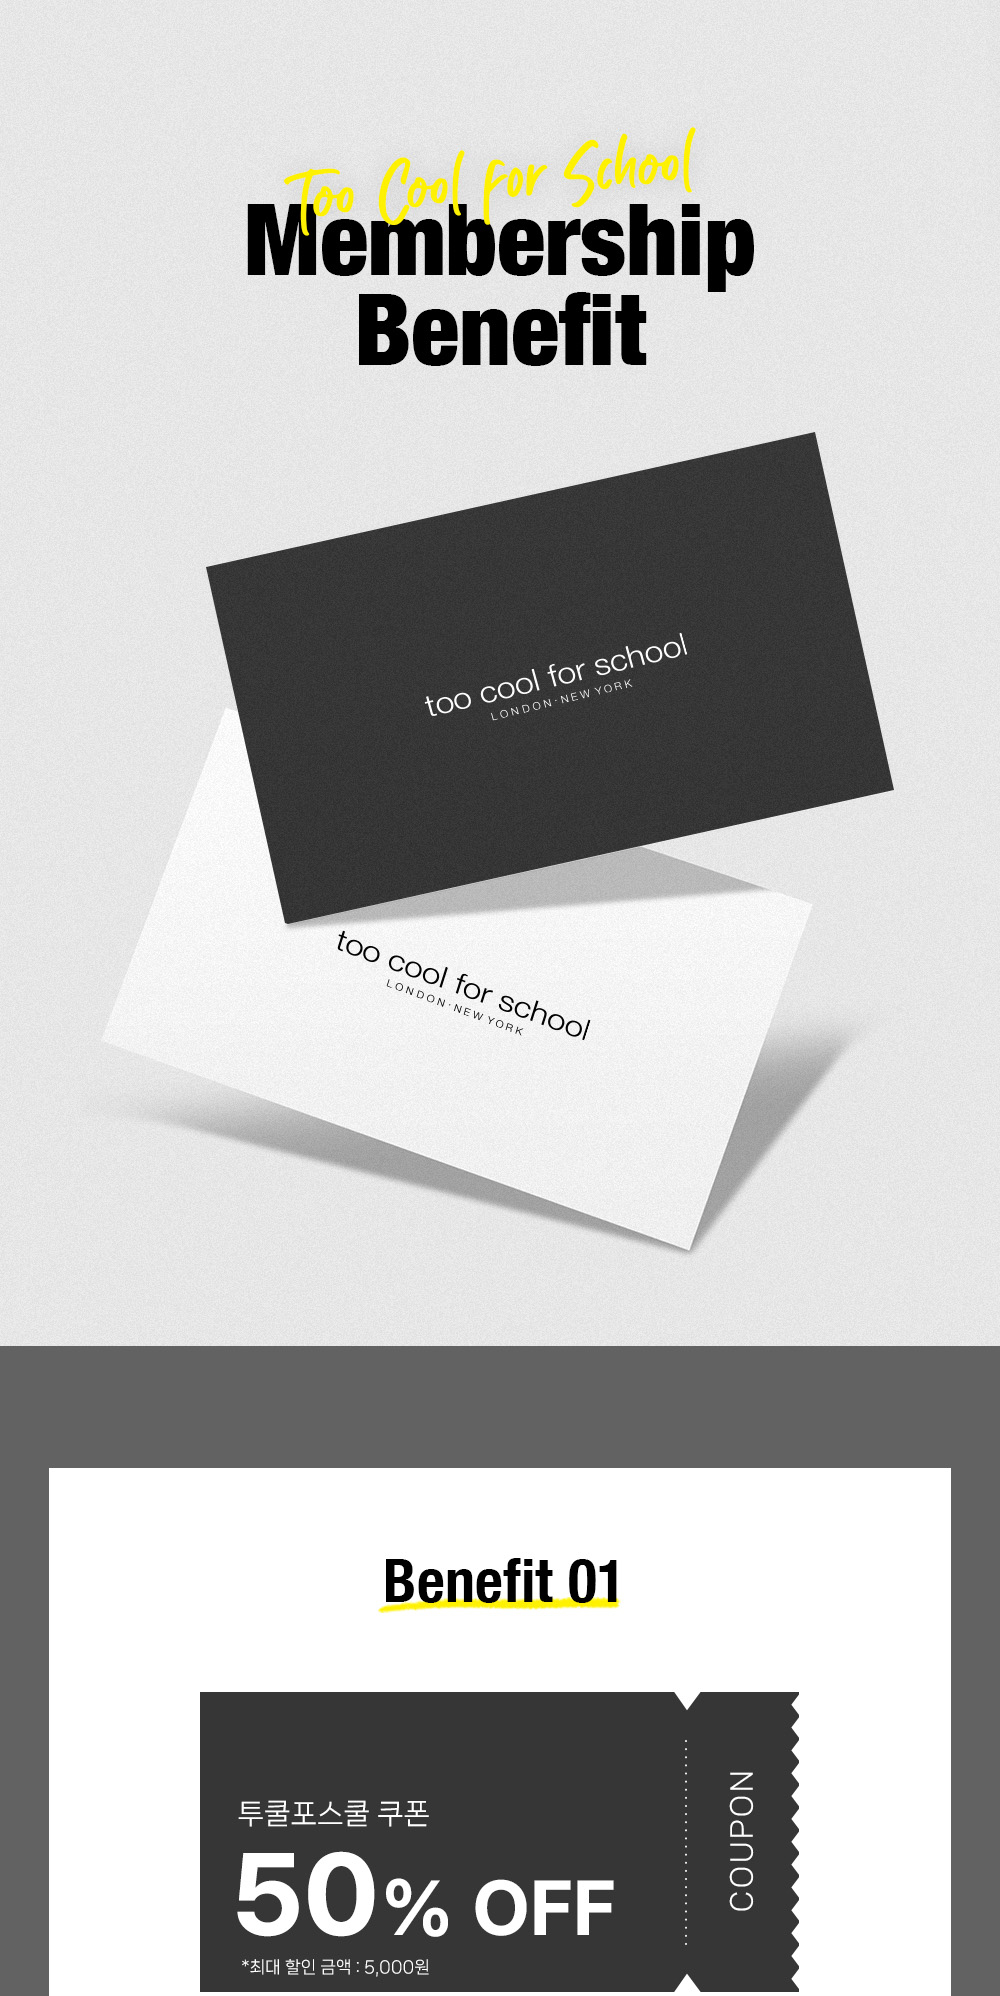 Too Cool For School
Membership
Benefit
too cool for school
LONDON·NEW YORK
too cool for school
LONDON·NEW YORK
Benefit 01
투쿨포스쿨 쿠폰
50% OFF
*최대 할인 금액 : 5,000원
COUPON